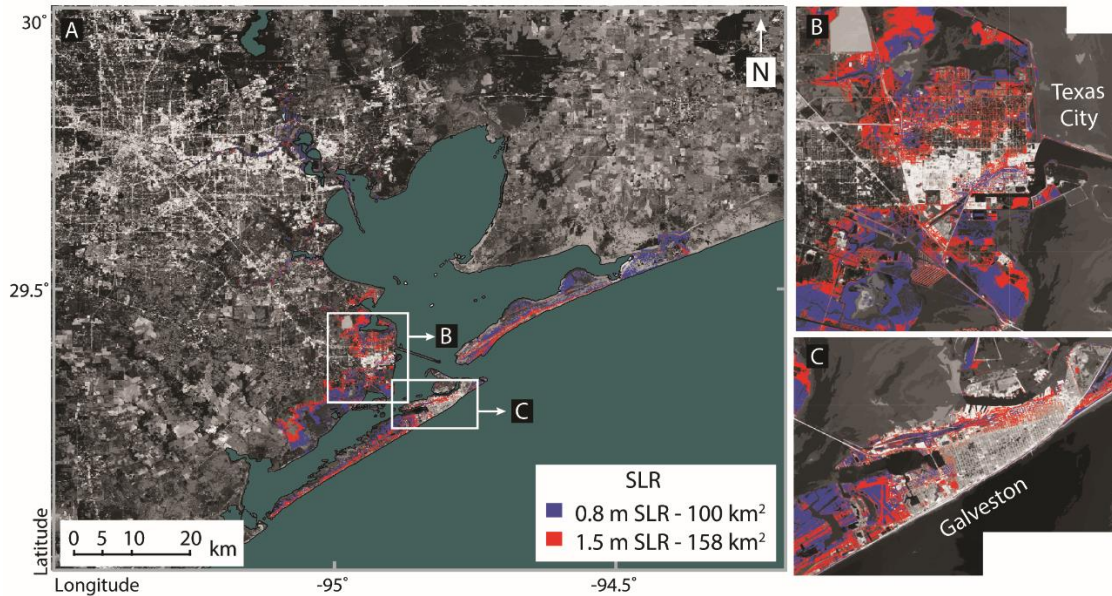 30˚
A
N
29.5˚
B
C
SLR
0.8 m SLR - 100 km²
1.5 m SLR - 158 km²
0 5 10 20
km
Latitude
Longitude
-95˚
-94.5˚
B
Texas
City
C
Galveston